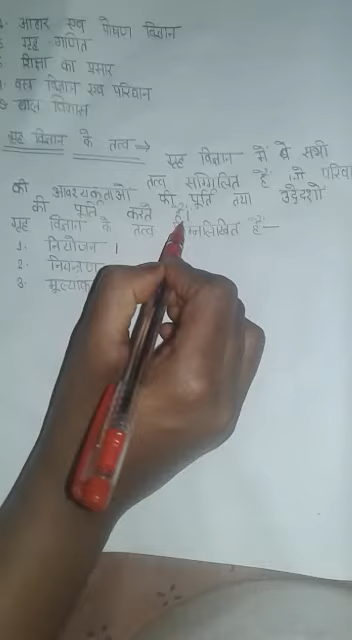 आहार एवं पोषण विज्ञान
गृह गणित
शिक्षा का प्रसार
वस्त्र विज्ञान एवं परिधान
बाल विकास
गृह विज्ञान के तत्व → गृह विज्ञान में वे सभी
तत्व सम्मिलित हैं जो परिवार
की आवश्यकताओं की पूर्ति तथा उद्देश्यों
की पूर्ति करते हैं।
गृह विज्ञान के तत्व निम्नलिखित हैं—
1. नियोजन ।
2. नियन्त्रण
3.